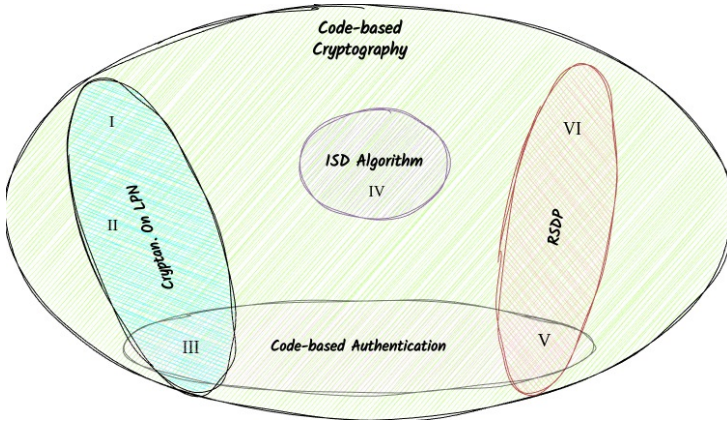 Code-based
Cryptography
I
VI
ISD Algorithm
IV
II
Cryptan. On LPN
RSDP
III
Code-based Authentication
V